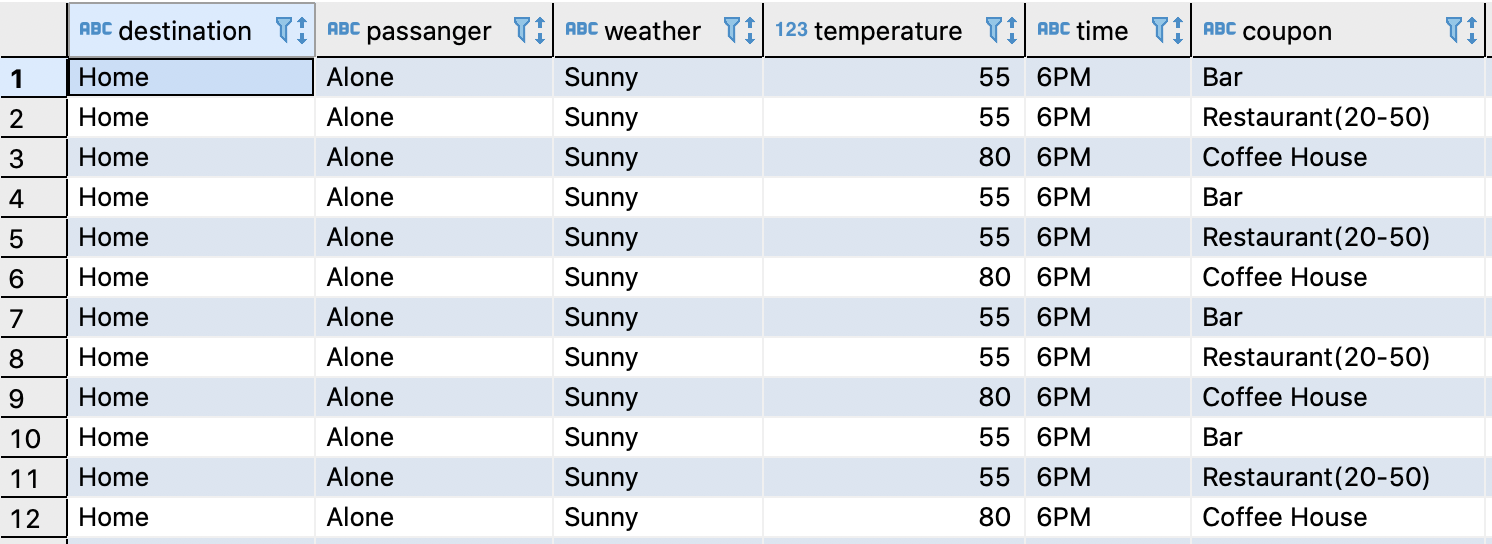 ABC destination ABC passanger ABC weather 123 temperature ABC time ABC coupon
1 Home Alone Sunny 55 6PM Bar
2 Home Alone Sunny 55 6PM Restaurant(20-50)
3 Home Alone Sunny 80 6PM Coffee House
4 Home Alone Sunny 55 6PM Bar
5 Home Alone Sunny 55 6PM Restaurant(20-50)
6 Home Alone Sunny 80 6PM Coffee House
7 Home Alone Sunny 55 6PM Bar
8 Home Alone Sunny 55 6PM Restaurant(20-50)
9 Home Alone Sunny 80 6PM Coffee House
10 Home Alone Sunny 55 6PM Bar
11 Home Alone Sunny 55 6PM Restaurant(20-50)
12 Home Alone Sunny 80 6PM Coffee House